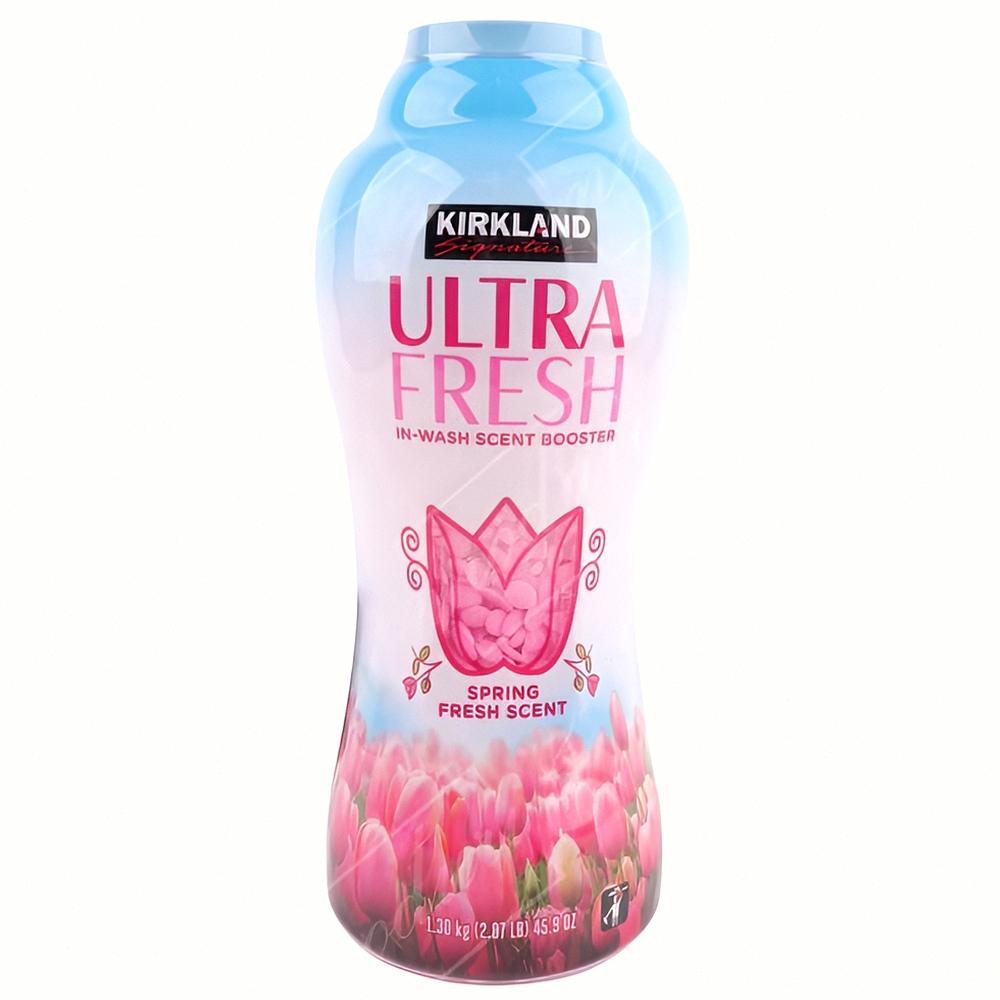 KIRKLAND
Signature
ULTRA
FRESH
IN-WASH SCENT BOOSTER
SPRING
FRESH SCENT
1.30 kg (2.87 LB) 45.9 OZ